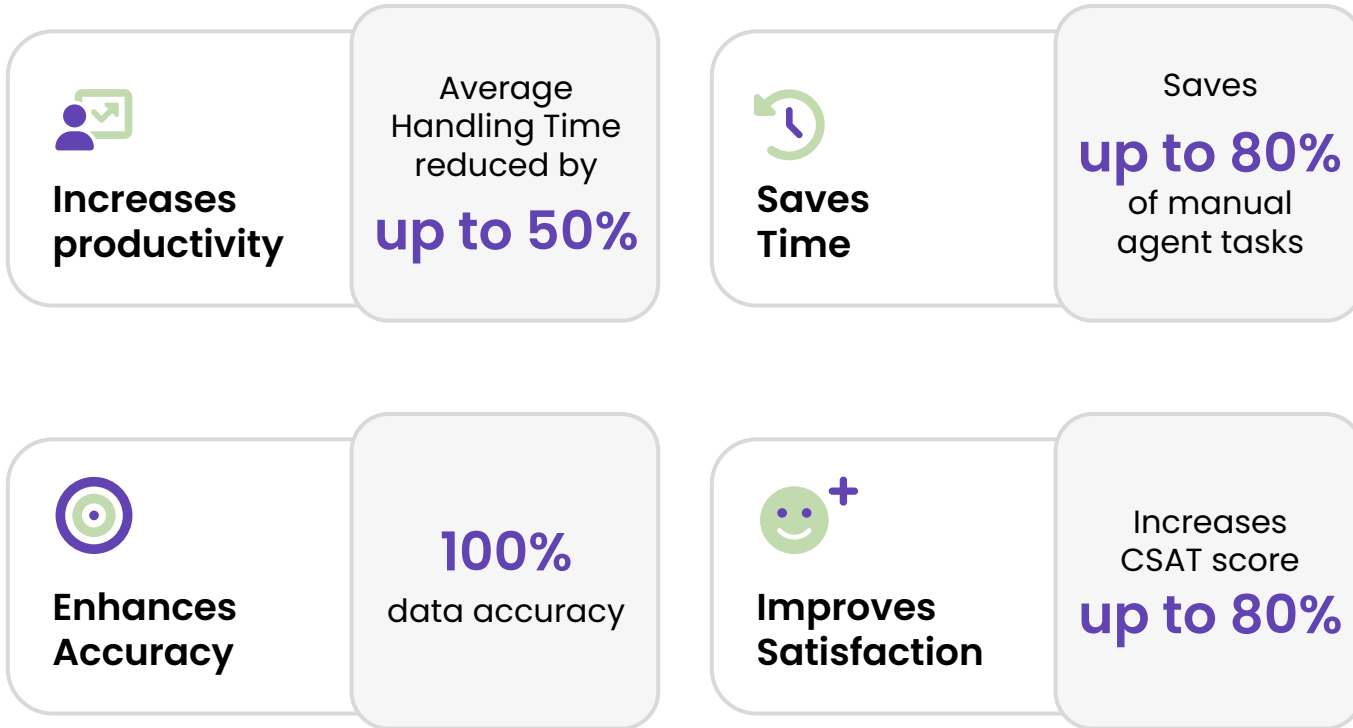 Increases
productivity
Average
Handling Time
reduced by
up to 50%
Saves
Time
Saves
up to 80%
of manual
agent tasks
Enhances
Accuracy
100%
data accuracy
Improves
Satisfaction
Increases
CSAT score
up to 80%